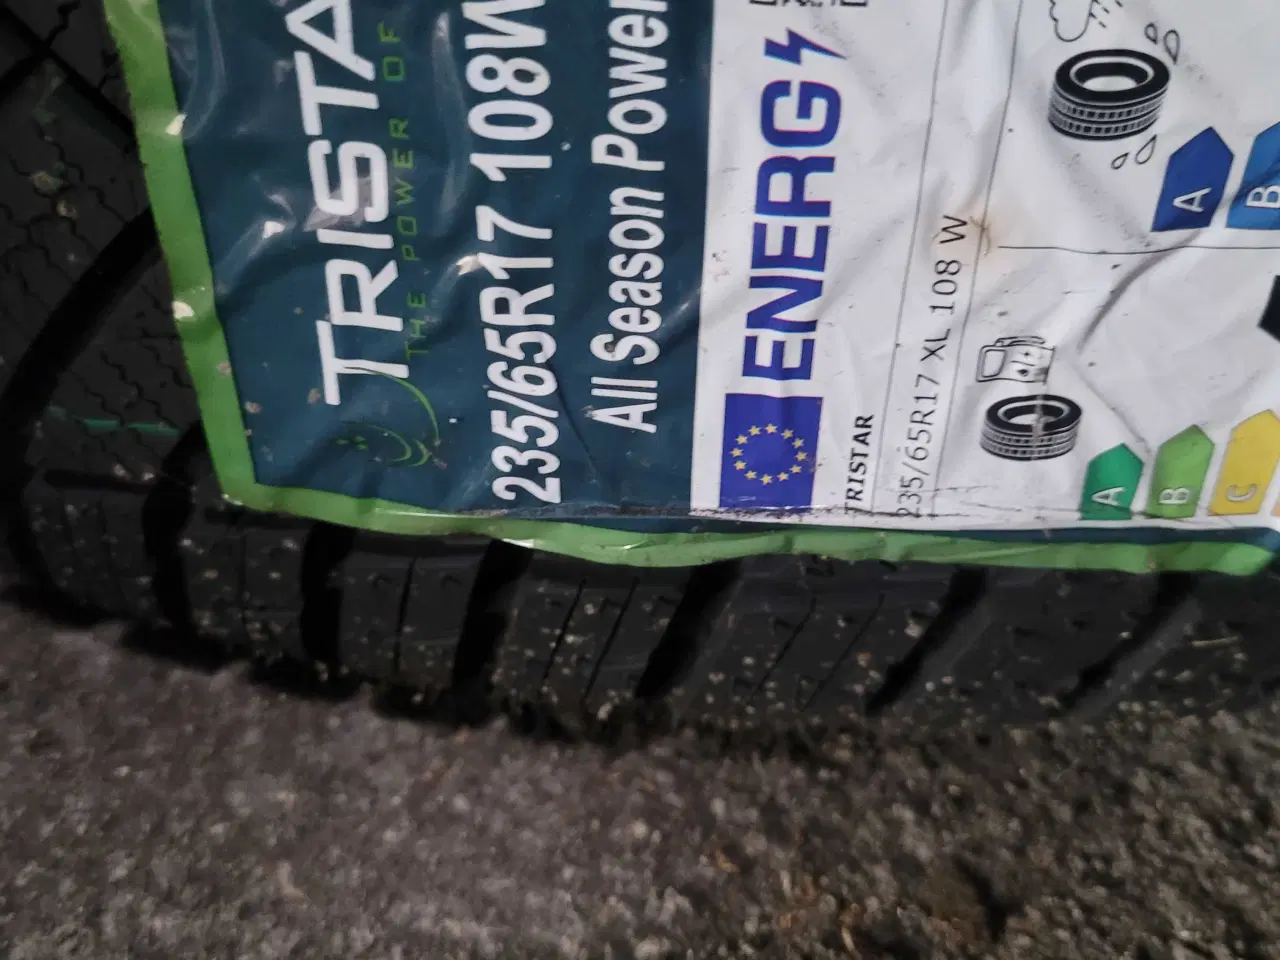 TRISTA
THE POWER OF
235/65R17 108W
All Season Power
ENERG
TRISTAR
235/65R17 XL 108 W
A
B
A
B
C